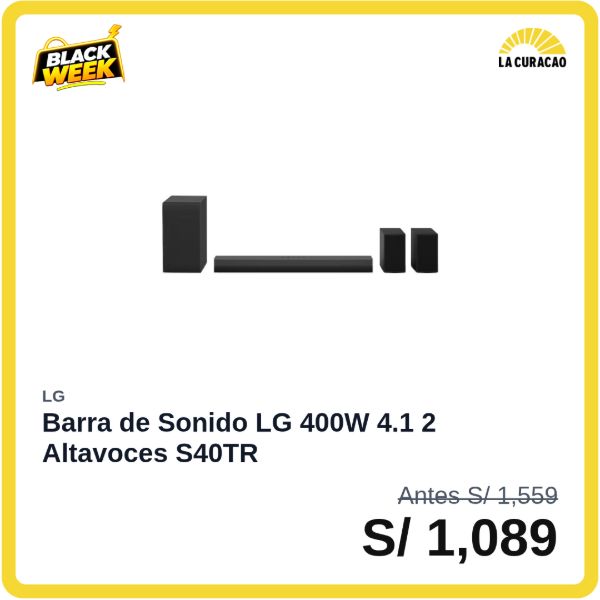 BLACK
WEEK
LA CURACAO
LG
Barra de Sonido LG 400W 4.1 2
Altavoces S40TR
Antes S/ 1,559
S/ 1,089